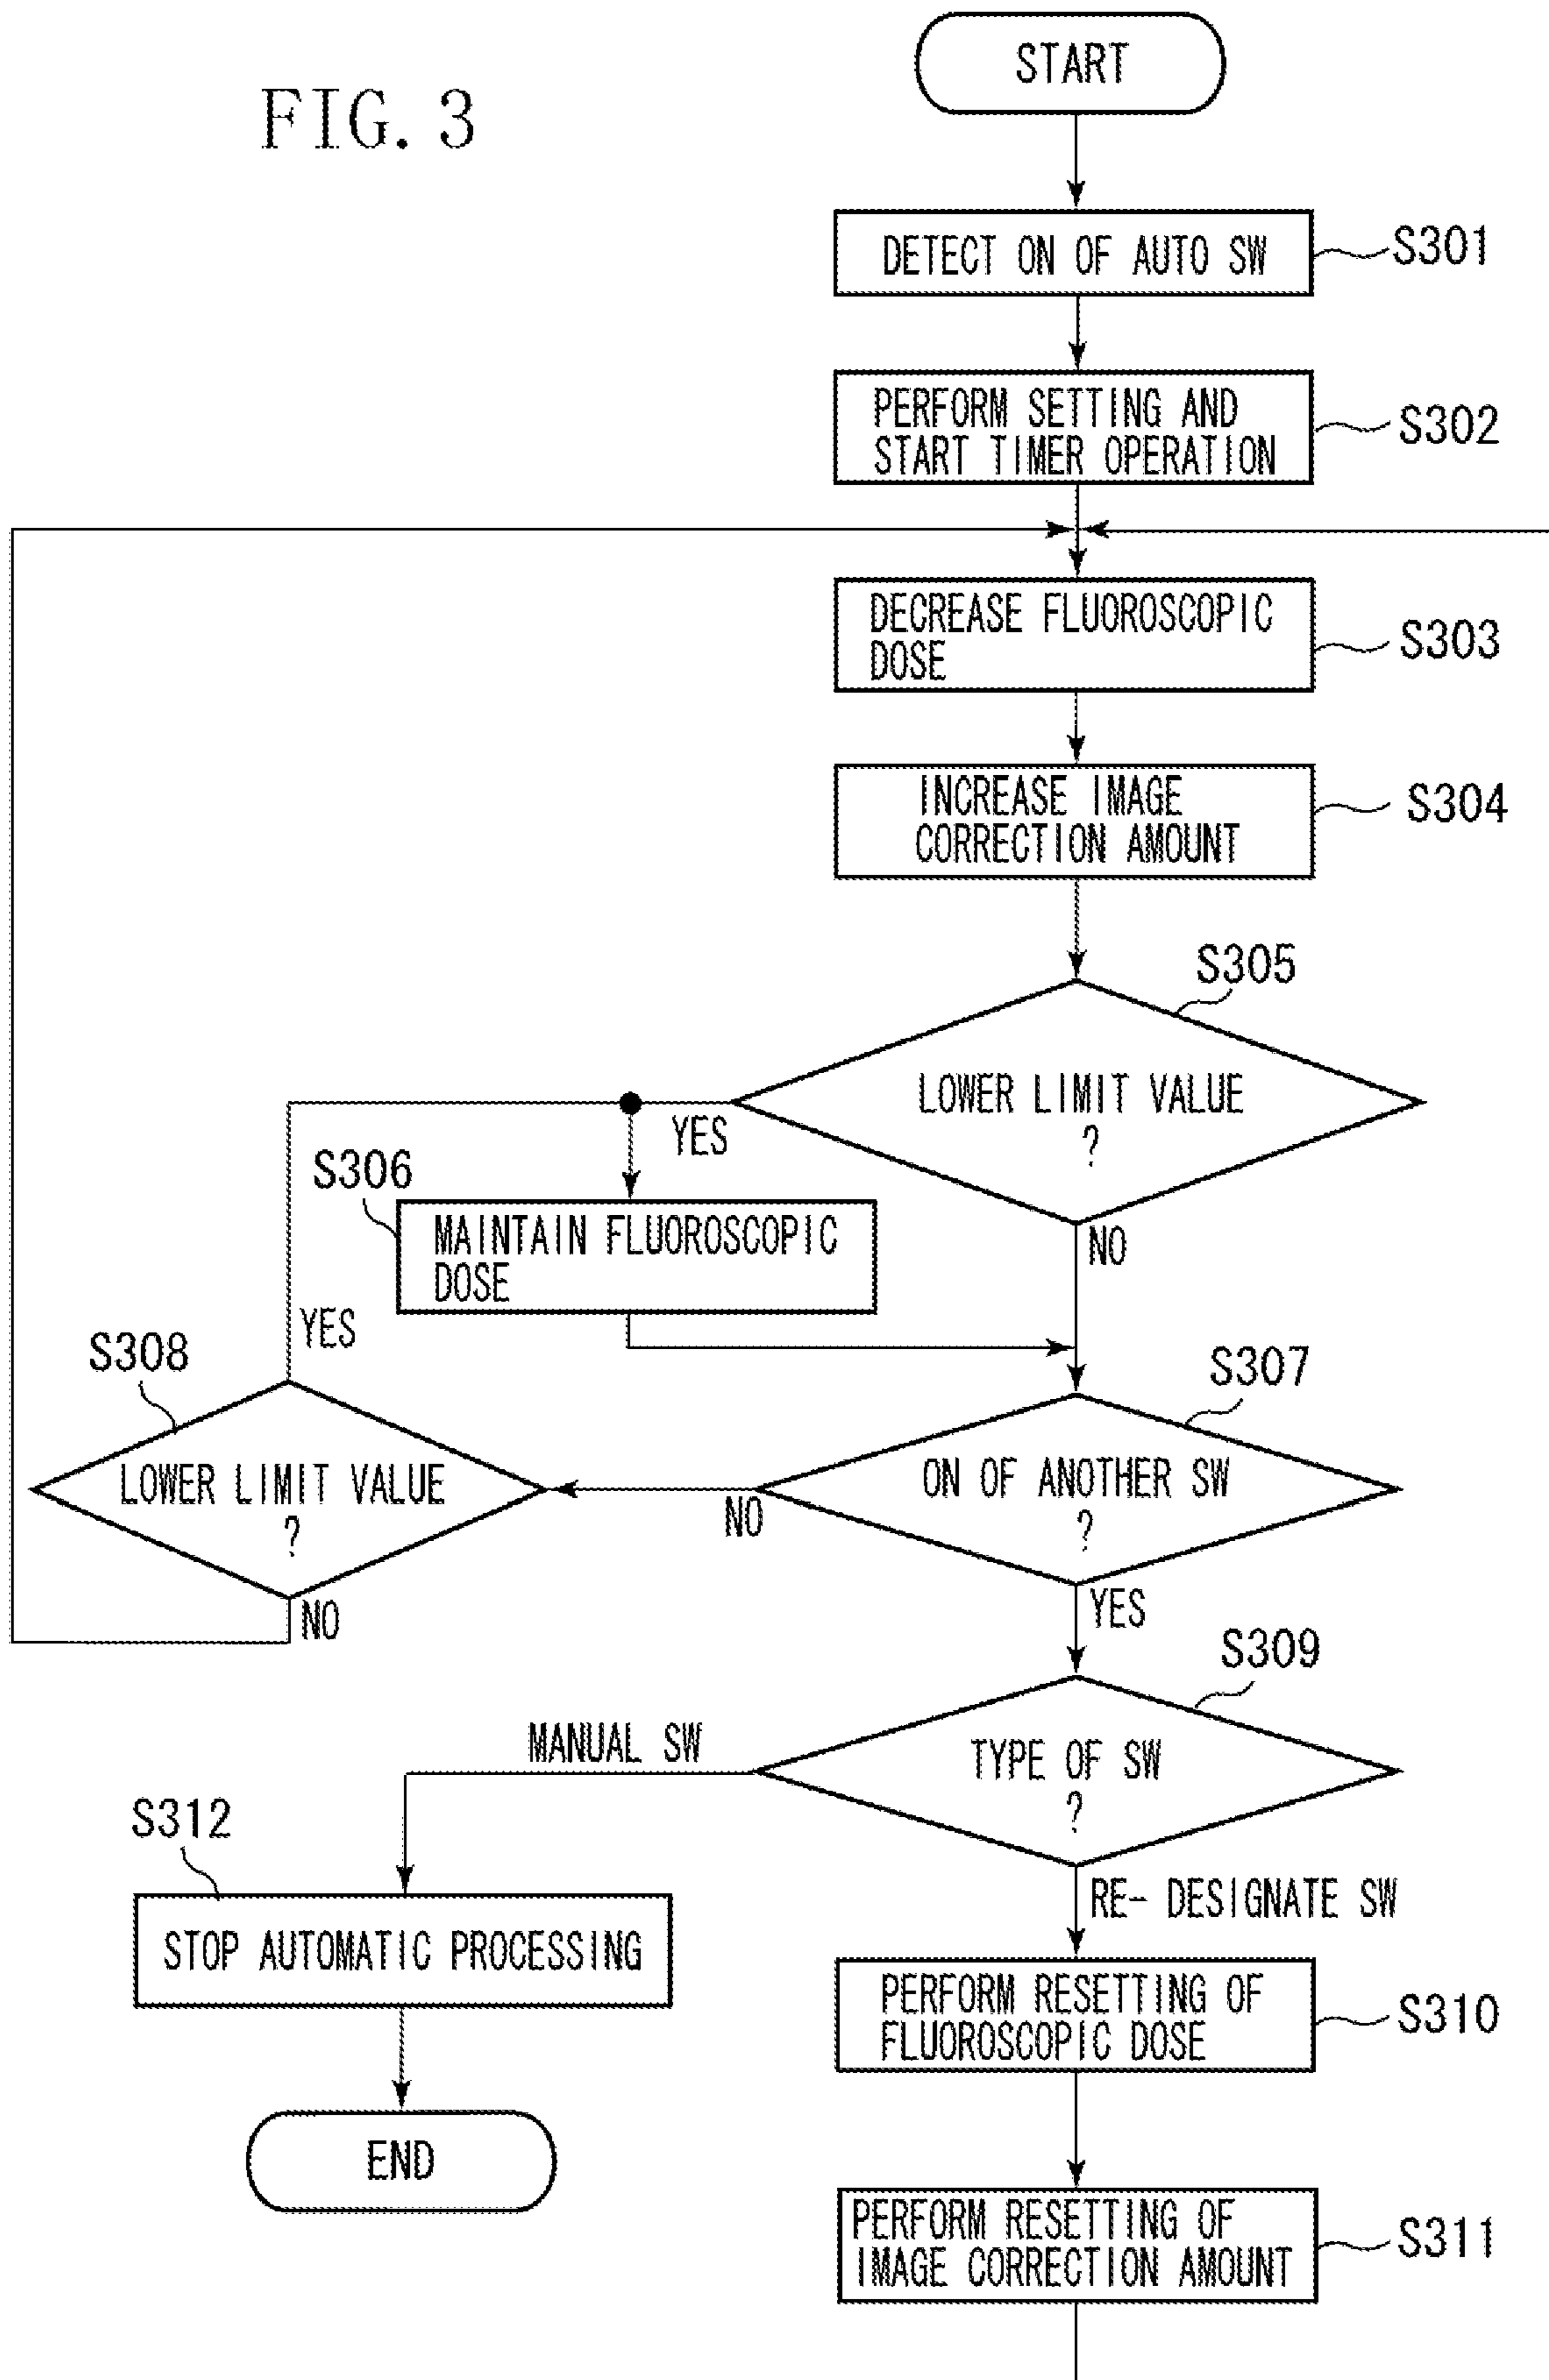 FIG. 3
START
DETECT ON OF AUTO SW
S301
PERFORM SETTING AND
START TIMER OPERATION
S302
DECREASE FLUOROSCOPIC
DOSE
S303
INCREASE IMAGE
CORRECTION AMOUNT
S304
S305
LOWER LIMIT VALUE
?
YES
NO
S306
MAINTAIN FLUOROSCOPIC
DOSE
YES
S308
LOWER LIMIT VALUE
?
NO
S307
ON OF ANOTHER SW
?
NO
YES
S309
TYPE OF SW
?
MANUAL SW
RE- DESIGNATE SW
S312
STOP AUTOMATIC PROCESSING
END
PERFORM RESETTING OF
FLUOROSCOPIC DOSE
S310
PERFORM RESETTING OF
IMAGE CORRECTION AMOUNT
S311